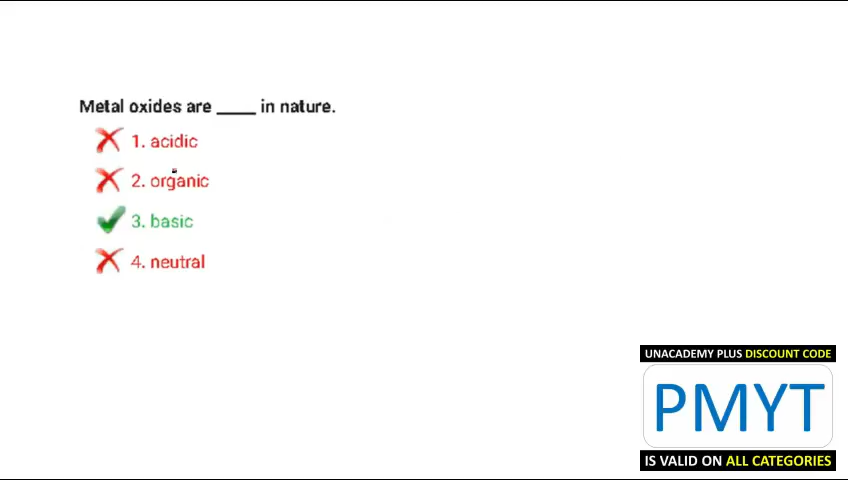 Metal oxides are ____ in nature.
1. acidic
2. organic
3. basic
4. neutral
UNACADEMY PLUS DISCOUNT CODE
PMYT
IS VALID ON ALL CATEGORIES